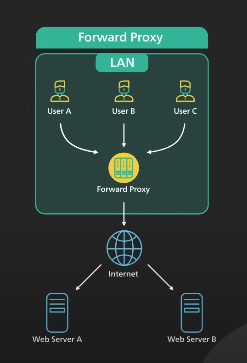 Forward Proxy
LAN
User A User B User C
Forward Proxy
Internet
Web Server A Web Server B